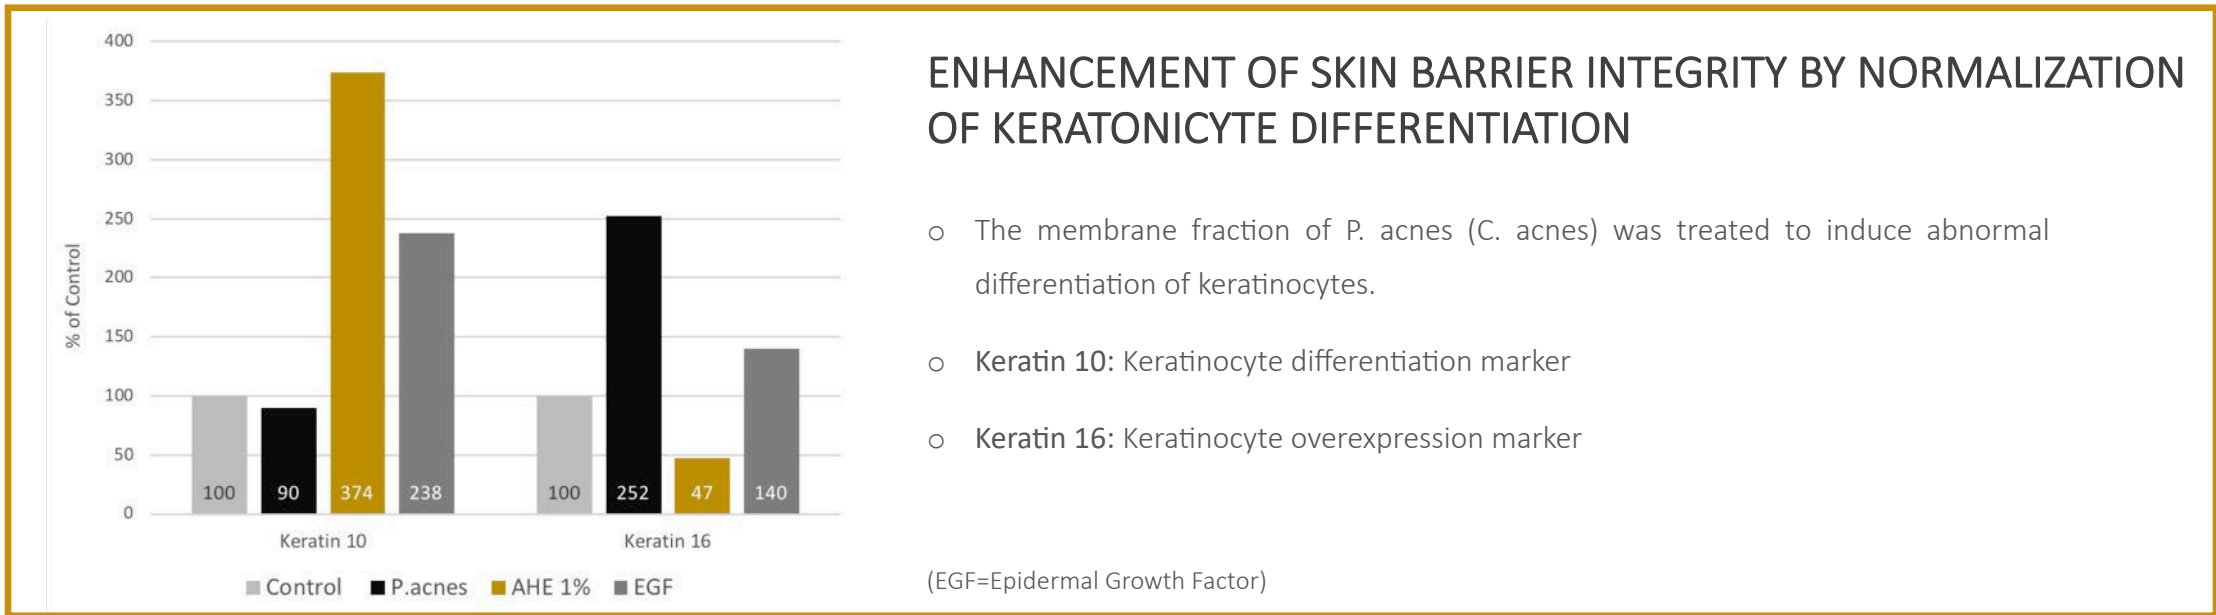 400
350
300
250
200
150
100
50
0
% of Control
100 90 374 238 100 252 47 140
Keratin 10 Keratin 16
Control P.acnes AHE 1% EGF
ENHANCEMENT OF SKIN BARRIER INTEGRITY BY NORMALIZATION
OF KERATONICYTE DIFFERENTIATION
o The membrane fraction of P. acnes (C. acnes) was treated to induce abnormal
differentiation of keratinocytes.
o Keratin 10: Keratinocyte differentiation marker
o Keratin 16: Keratinocyte overexpression marker
(EGF=Epidermal Growth Factor)